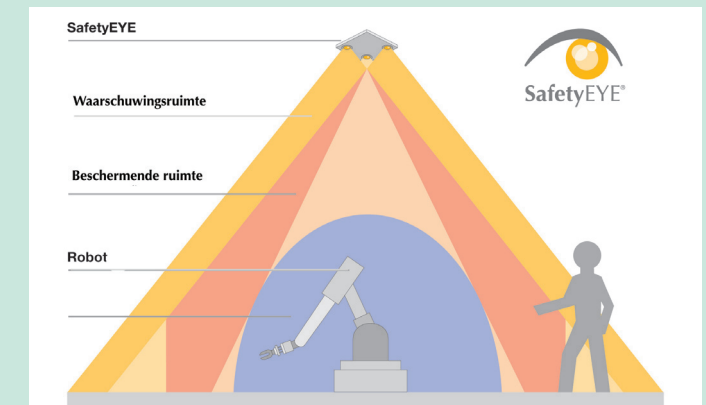 SafetyEYE
SafetyEYE®
Waarschuwingsruimte
Beschermende ruimte
Robot